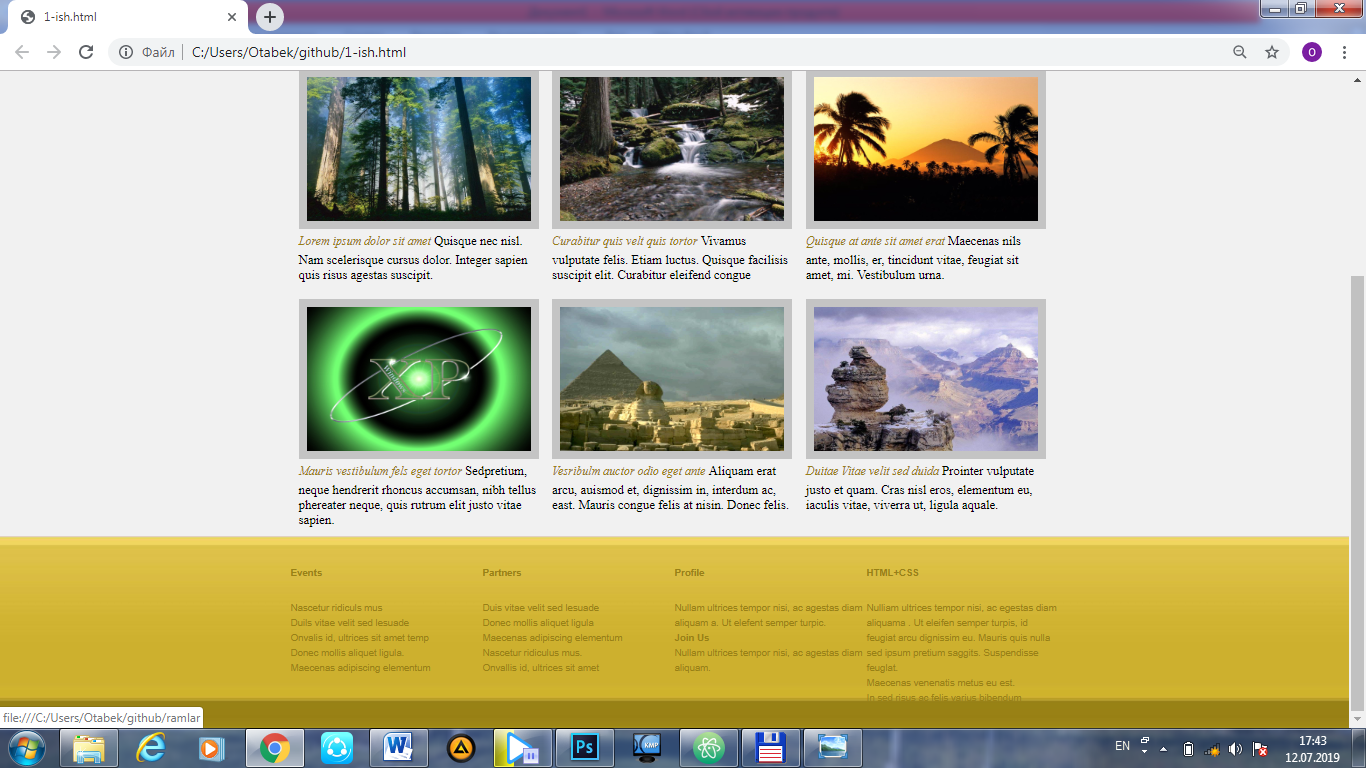 1-ish.html
Файл
C:/Users/Otabek/github/1-ish.html
O
Lorem ipsum dolor sit amet Quisque nec nisl.
Nam scelerisque cursus dolor. Integer sapien
quis risus agestas suscipit.
Curabitur quis velt quis tortor Vivamus
vulputate felis. Etiam luctus. Quisque facilisis
suscipit elit. Curabitur eleifend congue
Quisque at ante sit amet erat Maecenas nils
ante, mollis, er, tincidunt vitae, feugiat sit
amet, mi. Vestibulum urna.
Windows XP
Mauris vestibulum fels eget tortor Sedpretium,
neque hendrerit rhoncus accumsan, nibh tellus
phereater neque, quis rutrum elit justo vitae
sapien.
Vesribulm auctor odio eget ante Aliquam erat
arcu, auismod et, dignissim in, interdum ac,
east. Mauris congue felis at nisin. Donec felis.
Duitae Vitae velit sed duida Prointer vulputate
justo et quam. Cras nisl eros, elementum eu,
iaculis vitae, viverra ut, ligula aquale.
Events
Nascetur ridiculs mus
Duils vitae velit sed lesuade
Onvalis id, ultrices sit amet temp
Donec mollis aliquet ligula.
Maecenas adipiscing elementum
Partners
Duis vitae velit sed lesuade
Donec mollis aliquet ligula
Maecenas adipiscing elementum
Nascetur ridiculus mus.
Onvallis id, ultrices sit amet
Profile
Nullam ultrices tempor nisi, ac agestas diam
aliquam a. Ut elefent semper turpic.
Join Us
Nullam ultrices tempor nisi, ac agestas diam
aliquam.
HTML+CSS
Nulliam ultrices tempor nisi, ac egestas diam
aliquama . Ut eleifen semper turpis, id
feugiat arcu dignissim eu. Mauris quis nulla
sed ipsum pretium saggits. Suspendisse
feuglat.
Maecenas venenatis metus eu est.
In sed risus ac felis varius bibendum
file:///C:/Users/Otabek/github/ramlar
W
Ps
KMP
EN
17:43
12.07.2019